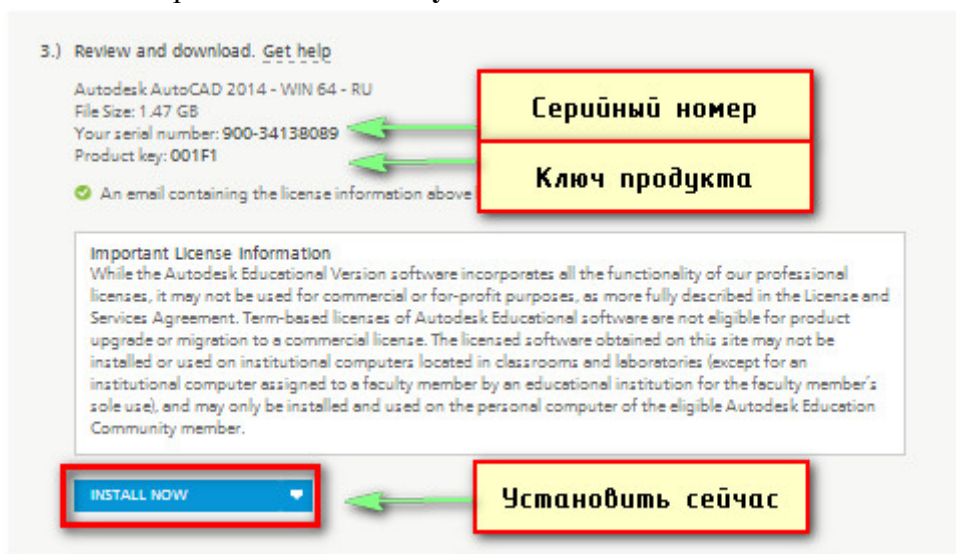 3.) Review and download. Get help
Autodesk AutoCAD 2014 - WIN 64 - RU
File Size: 1.47 GB
Your serial number: 900-34138089
Серийный номер
Product key: 001F1
Ключ продукта
An email containing the license information above
Important License Information
While the Autodesk Educational Version software incorporates all the functionality of our professional
licenses, it may not be used for commercial or for-profit purposes, as more fully described in the License and
Services Agreement. Term-based licenses of Autodesk Educational software are not eligible for product
upgrade or migration to a commercial license. The licensed software obtained on this site may not be
installed or used on institutional computers located in classrooms and laboratories (except for an
institutional computer assigned to a faculty member by an educational institution for the faculty member's
sole use), and may only be installed and used on the personal computer of the eligible Autodesk Education
Community member.
INSTALL NOW
Установить сейчас